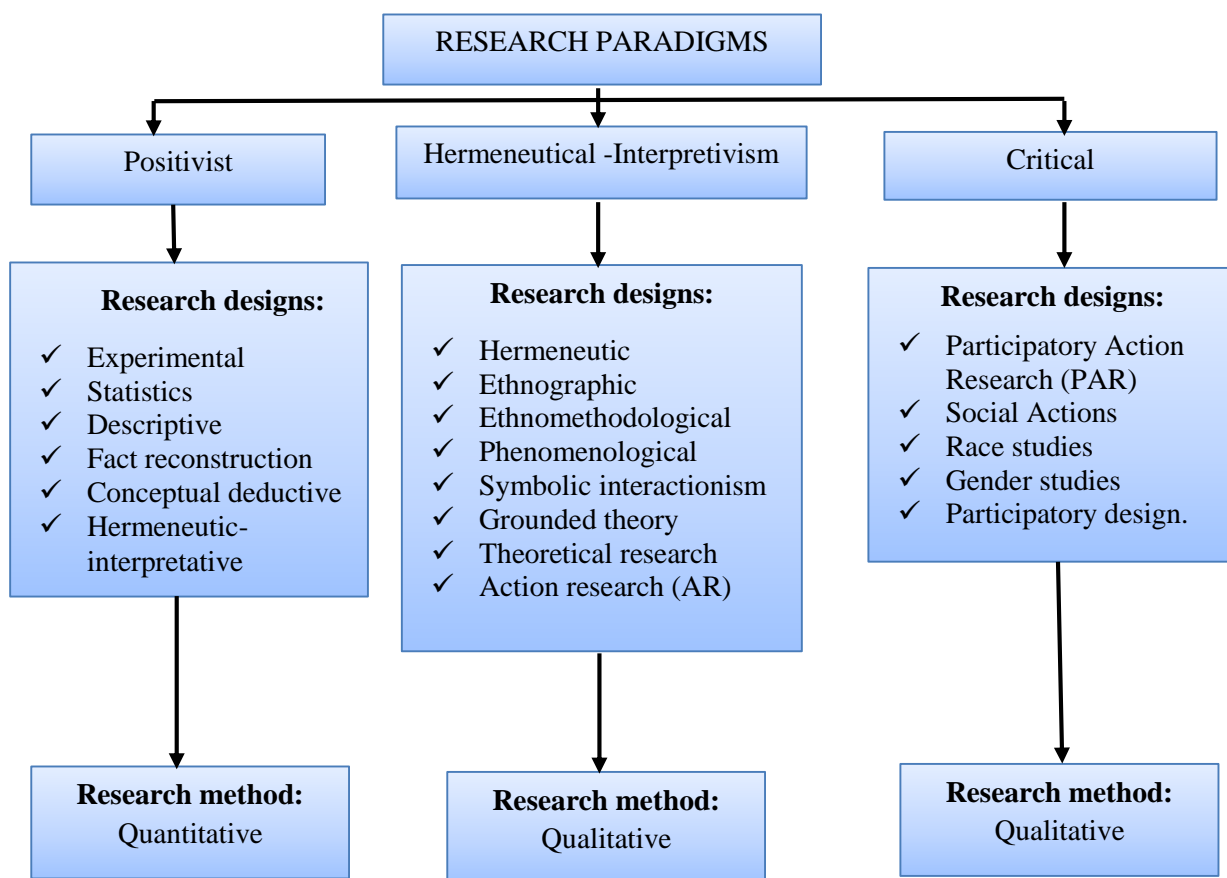 RESEARCH PARADIGMS
Positivist
Hermeneutical -Interpretivism
Critical
Research designs:
✓ Experimental
✓ Statistics
✓ Descriptive
✓ Fact reconstruction
✓ Conceptual deductive
✓ Hermeneutic-
interpretative
Research designs:
✓ Hermeneutic
✓ Ethnographic
✓ Ethnomethodological
✓ Phenomenological
✓ Symbolic interactionism
✓ Grounded theory
✓ Theoretical research
✓ Action research (AR)
Research designs:
✓ Participatory Action
Research (PAR)
✓ Social Actions
✓ Race studies
✓ Gender studies
✓ Participatory design.
Research method:
Quantitative
Research method:
Qualitative
Research method:
Qualitative